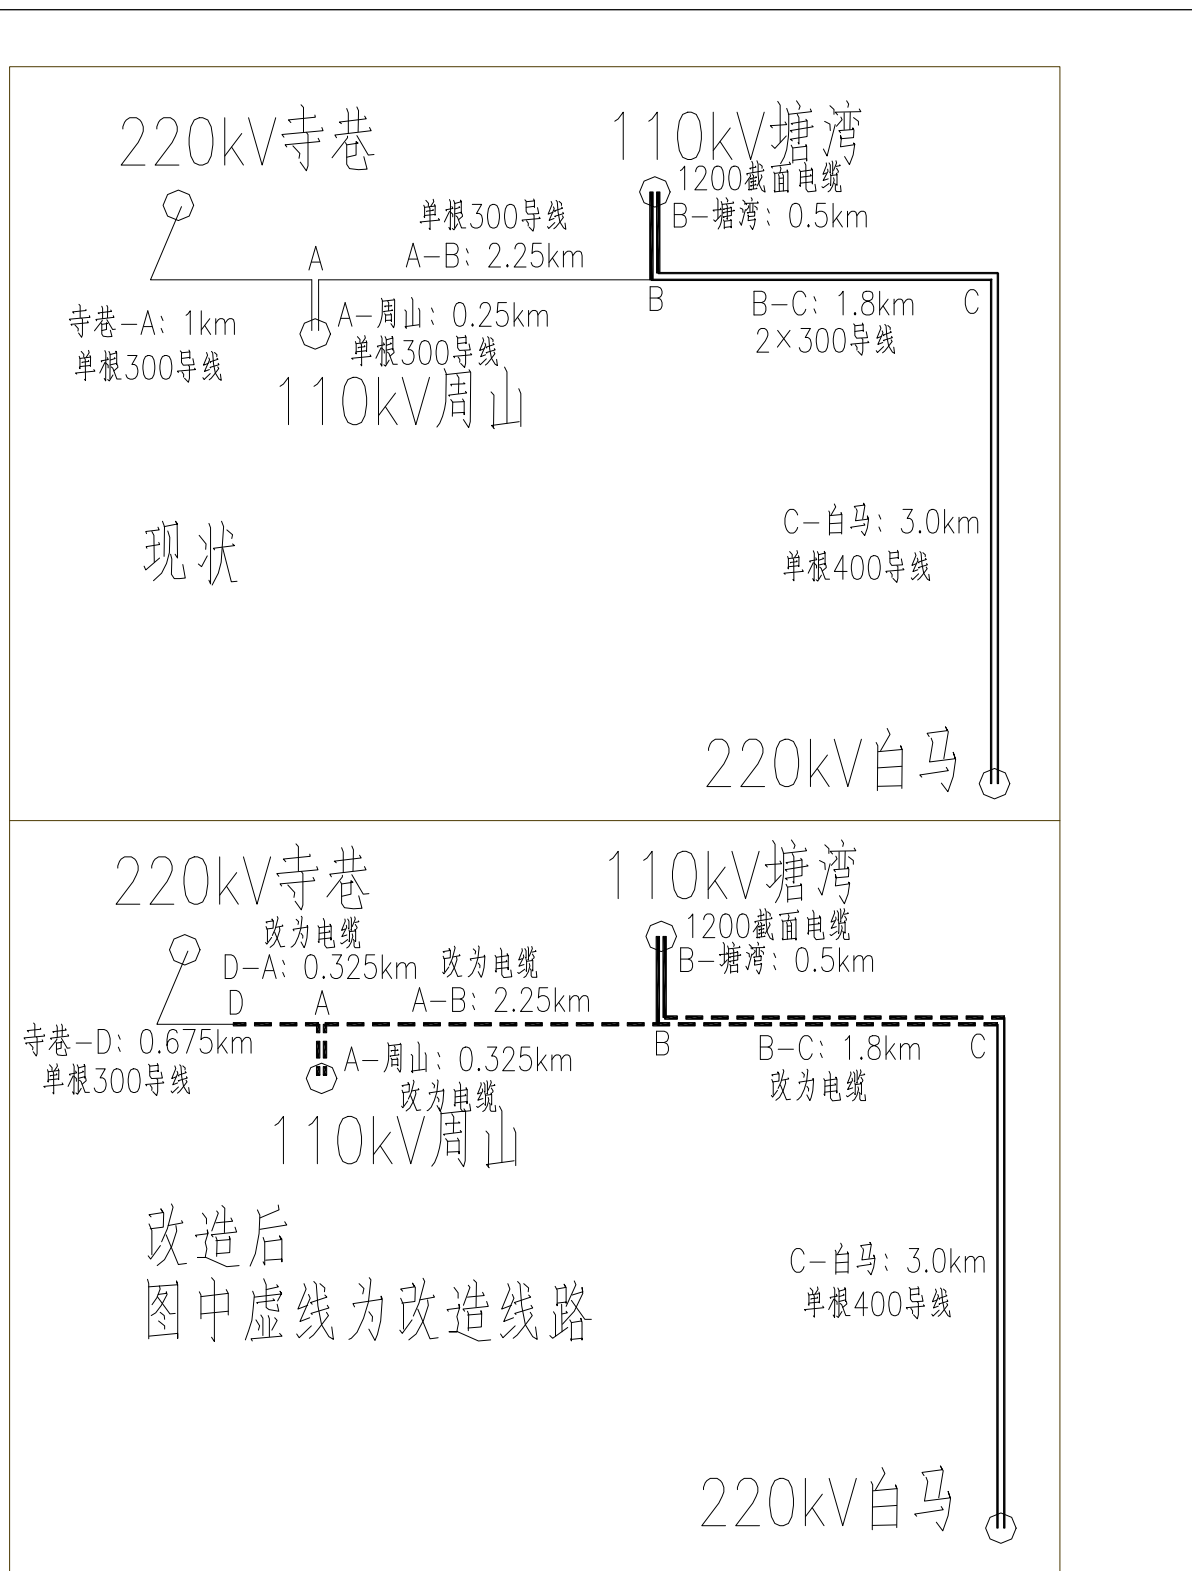 220kV寺巷
110kV塘湾
1200截面电缆
B-塘湾：0.5km
单根300导线
A-B：2.25km
A
寺巷-A：1km
单根300导线
A-周山：0.25km
单根300导线
110kV周山
B
B-C：1.8km
2×300导线
C
现状
C-白马：3.0km
单根400导线
220kV白马
220kV寺巷
110kV塘湾
改为电缆
D-A：0.325km
改为电缆
A-B：2.25km
1200截面电缆
B-塘湾：0.5km
D
A
寺巷-D：0.675km
单根300导线
A-周山：0.325km
改为电缆
110kV周山
B
B-C：1.8km
改为电缆
C
改造后
图中虚线为改造线路
C-白马：3.0km
单根400导线
220kV白马